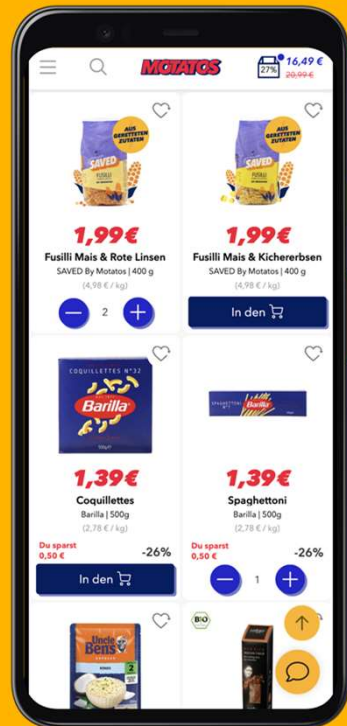 MOTATOS
27%
16,49 €
20,99 €
AUS
GERETTETEN
ZUTATEN
SAVED
FUSILLI
AUS
GERETTETEN
ZUTATEN
SAVED
FUSILLI
1,99€
1,99€
Fusilli Mais & Rote Linsen
Fusilli Mais & Kichererbsen
SAVED By Motatos | 400 g
SAVED By Motatos | 400 g
(4,98 € / kg)
(4,98 € / kg)
2
In den
COQUILLETTES N°32
Barilla
Barilla
1,39€
1,39€
Coquillettes
Spaghettoni
Barilla | 500g
Barilla | 500g
(2,78 € / kg)
(2,78 € / kg)
Du sparst
0,50 €
-26%
Du sparst
0,50 €
-26%
In den
1
Uncle
Ben's
2
BIO